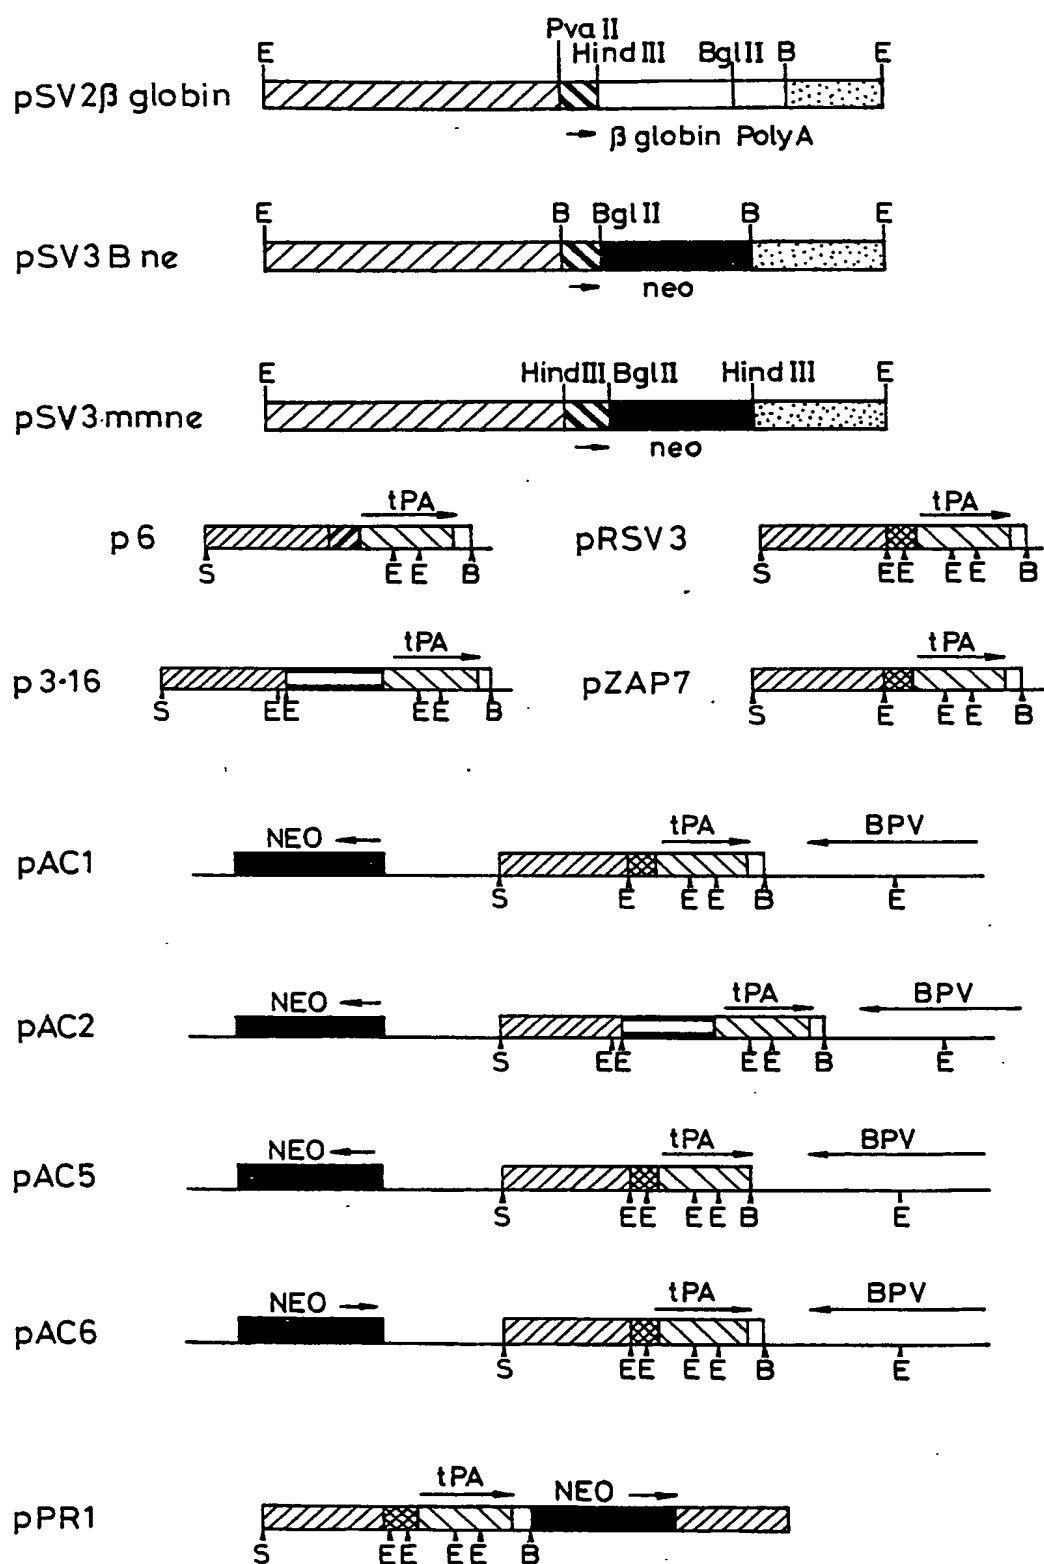 Pva II
E Hind III Bgl II B E
pSV2β globin
β globin PolyA
E B Bgl II B E
pSV3 B ne
neo
E Hind III Bgl II Hind III E
pSV3·mmne
neo
tPA tPA
p 6 pRSV3
S E E B S E E E E B
tPA tPA
p 3-16 pZAP7
S E E E E B S E E E B
NEO tPA BPV
pAC1
S E E E B E
NEO tPA BPV
pAC2
S E E E E B E
NEO tPA BPV
pAC5
S E E E E B E
NEO tPA BPV
pAC6
S E E E E B E
tPA NEO
pPR1
S E E E E B